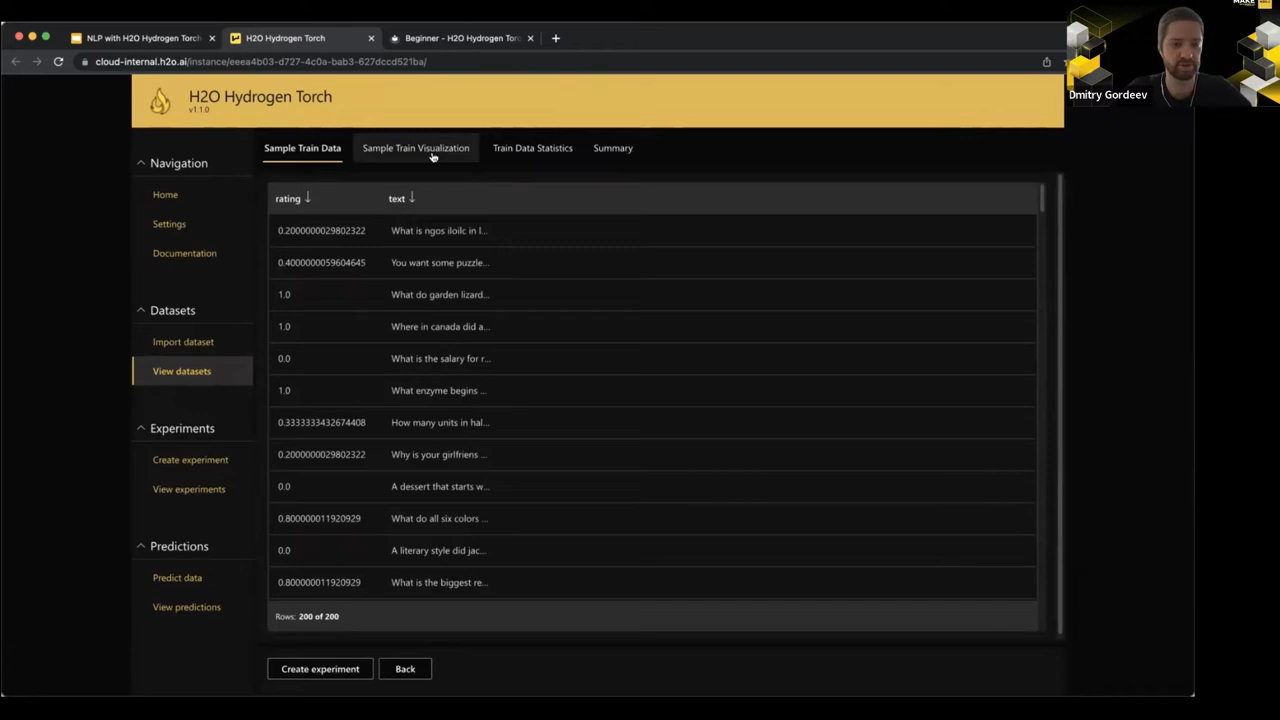 MAKE
NLP with H2O Hydrogen Torch
H2O Hydrogen Torch
Beginner - H2O Hydrogen Torc
cloud-internal.h2o.ai/instance/eeea4b03-d727-4c0a-bab3-627dccd521ba/
Dmitry Gordeev
H2O Hydrogen Torch
v1.1.0
Navigation
Home
Settings
Documentation
Datasets
Import dataset
View datasets
Experiments
Create experiment
View experiments
Predictions
Predict data
View predictions
Sample Train Data
Sample Train Visualization
Train Data Statistics
Summary
rating text
0.2000000029802322 What is ngos iloilc in l...
0.4000000059604645 You want some puzzle...
1.0 What do garden lizard...
1.0 Where in canada did a...
0.0 What is the salary for r...
1.0 What enzyme begins ...
0.3333333432674408 How many units in hal...
0.2000000029802322 Why is your girlfriens ...
0.0 A dessert that starts w...
0.800000011920929 What do all six colors ...
0.0 A literary style did jac...
0.800000011920929 What is the biggest re...
Rows: 200 of 200
Create experiment
Back